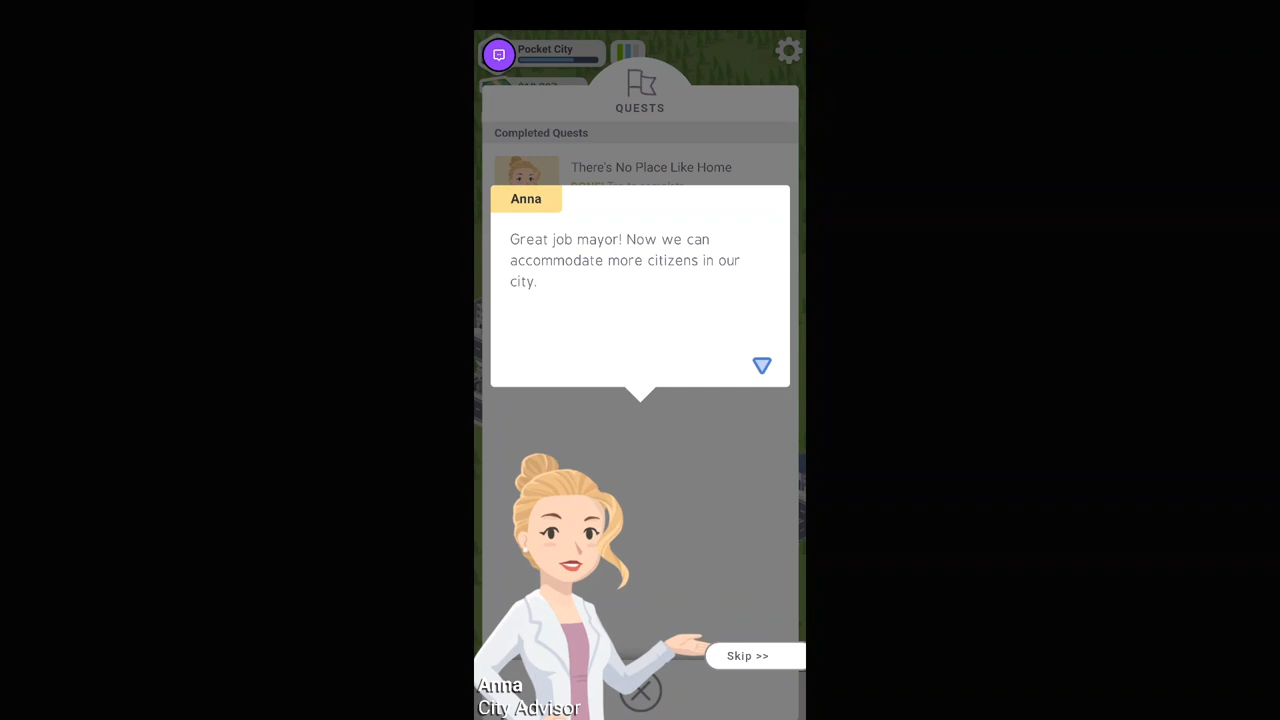 Pocket City
QUESTS
Completed Quests
There's No Place Like Home
Anna
Great job mayor! Now we can
accommodate more citizens in our
city.
Skip >>
Anna
City Advisor